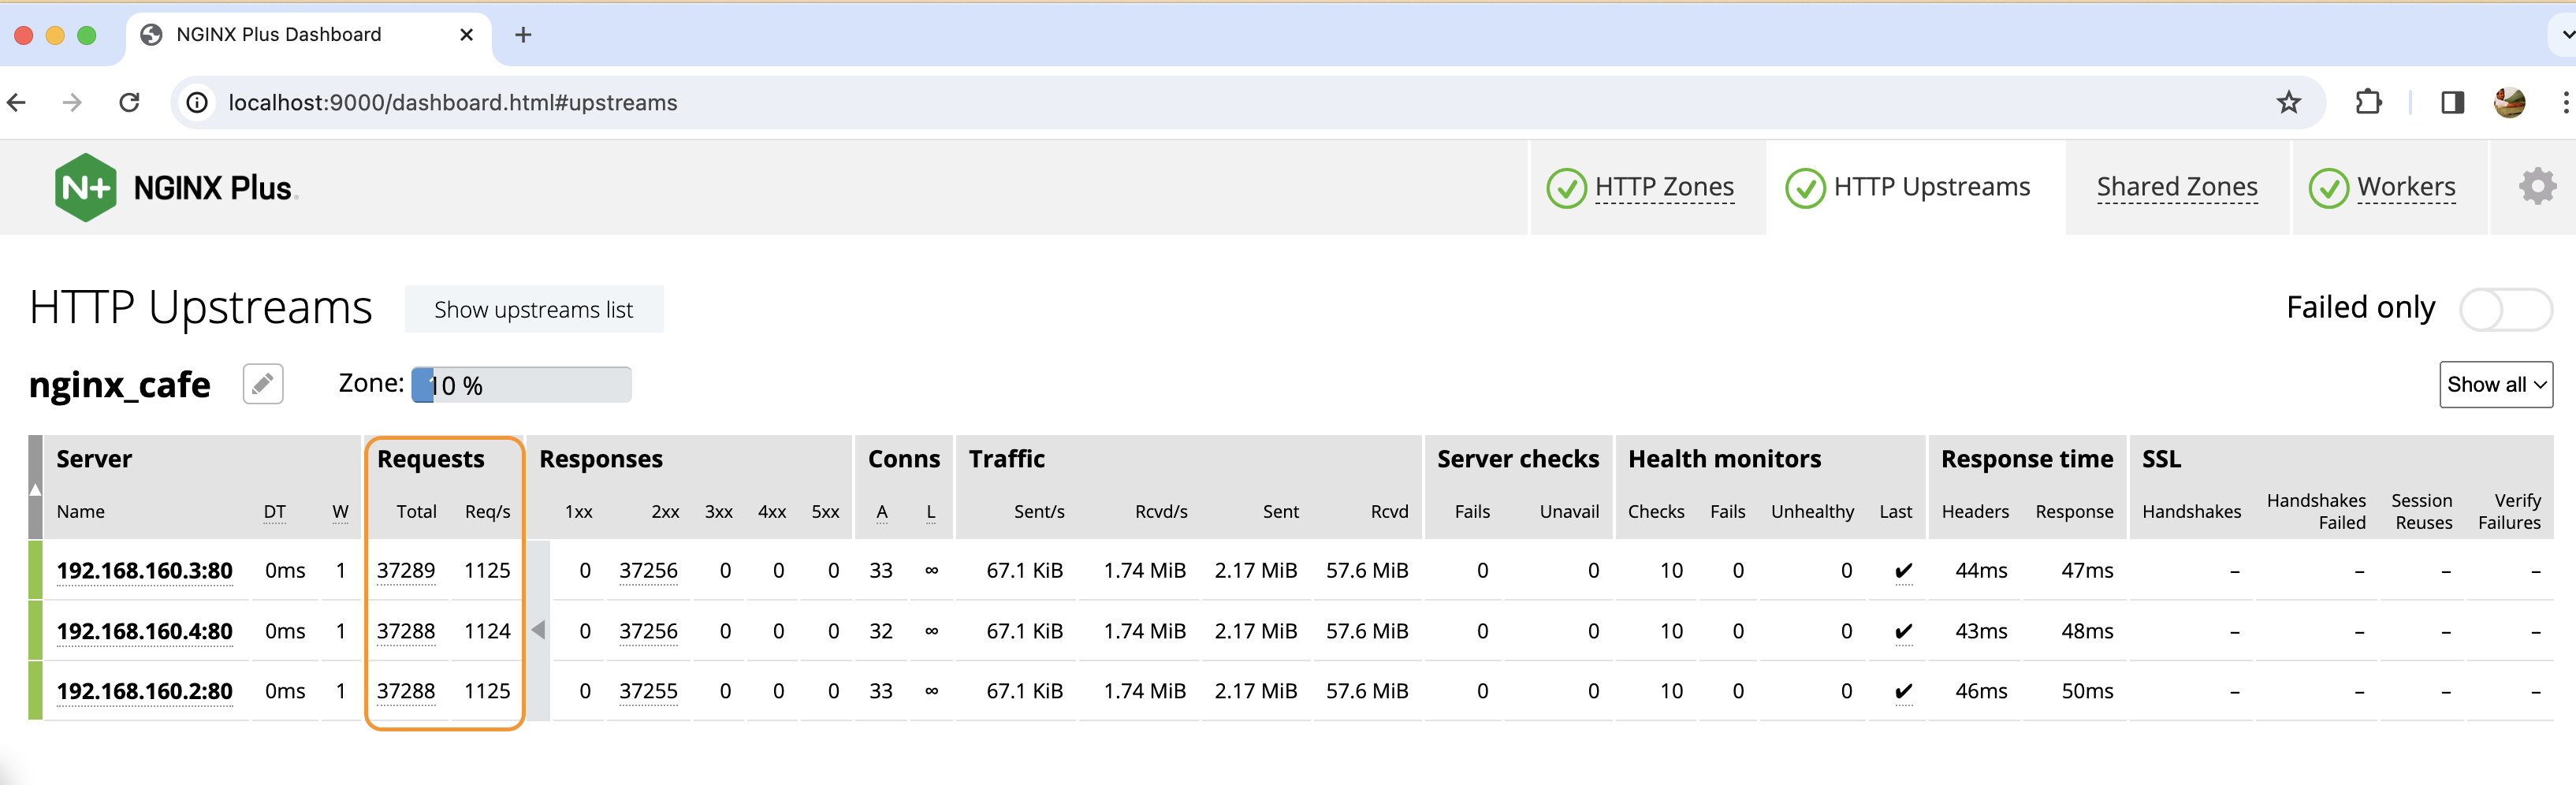 NGINX Plus Dashboard
localhost:9000/dashboard.html#upstreams
N+ NGINX Plus. HTTP Zones HTTP Upstreams Shared Zones Workers
HTTP Upstreams Show upstreams list Failed only
nginx_cafe Zone: 10 % Show all
Server Requests Responses Conns Traffic Server checks Health monitors Response time SSL
Name DT W Total Req/s 1xx 2xx 3xx 4xx 5xx A L Sent/s Rcvd/s Sent Rcvd Fails Unavail Checks Fails Unhealthy Last Headers Response Handshakes Handshakes Failed Session Reuses Verify Failures
192.168.160.3:80 0ms 1 37289 1125 0 37256 0 0 0 33 ∞ 67.1 KiB 1.74 MiB 2.17 MiB 57.6 MiB 0 0 10 0 0 ✔ 44ms 47ms – – – –
192.168.160.4:80 0ms 1 37288 1124 0 37256 0 0 0 32 ∞ 67.1 KiB 1.74 MiB 2.17 MiB 57.6 MiB 0 0 10 0 0 ✔ 43ms 48ms – – – –
192.168.160.2:80 0ms 1 37288 1125 0 37255 0 0 0 33 ∞ 67.1 KiB 1.74 MiB 2.17 MiB 57.6 MiB 0 0 10 0 0 ✔ 46ms 50ms – – – –